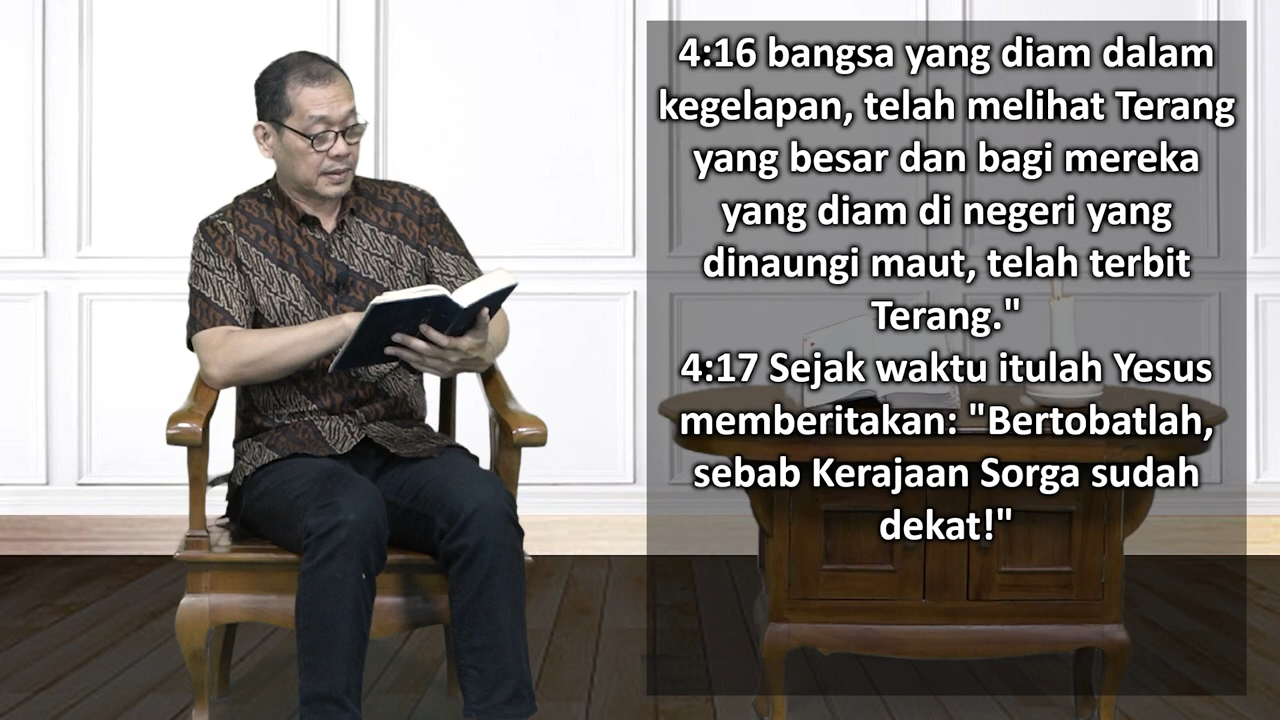 4:16 bangsa yang diam dalam
kegelapan, telah melihat Terang
yang besar dan bagi mereka
yang diam di negeri yang
dinaungi maut, telah terbit
Terang."
4:17 Sejak waktu itulah Yesus
memberitakan: "Bertobatlah,
sebab Kerajaan Sorga sudah
dekat!"